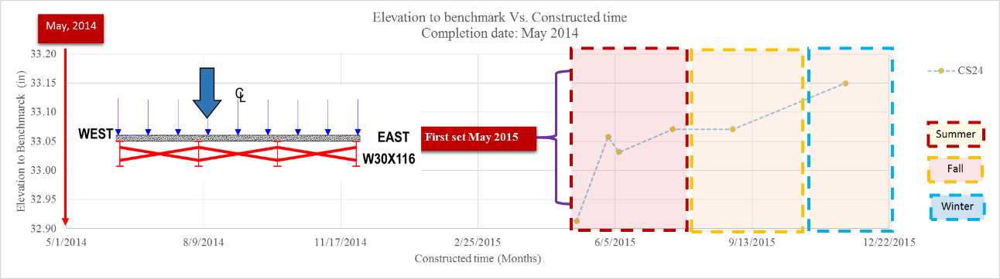 Elevation to benchmark Vs. Constructed time
Completion date: May 2014
May, 2014
Elevation to Benchmarck (in)
33.20
33.15
33.10
33.05
33.00
32.95
32.90
5/1/2014
8/9/2014
11/17/2014
2/25/2015
6/5/2015
9/13/2015
12/22/2015
Constructed time (Months)
CL
WEST
EAST
W30X116
First set May 2015
CS24
Summer
Fall
Winter